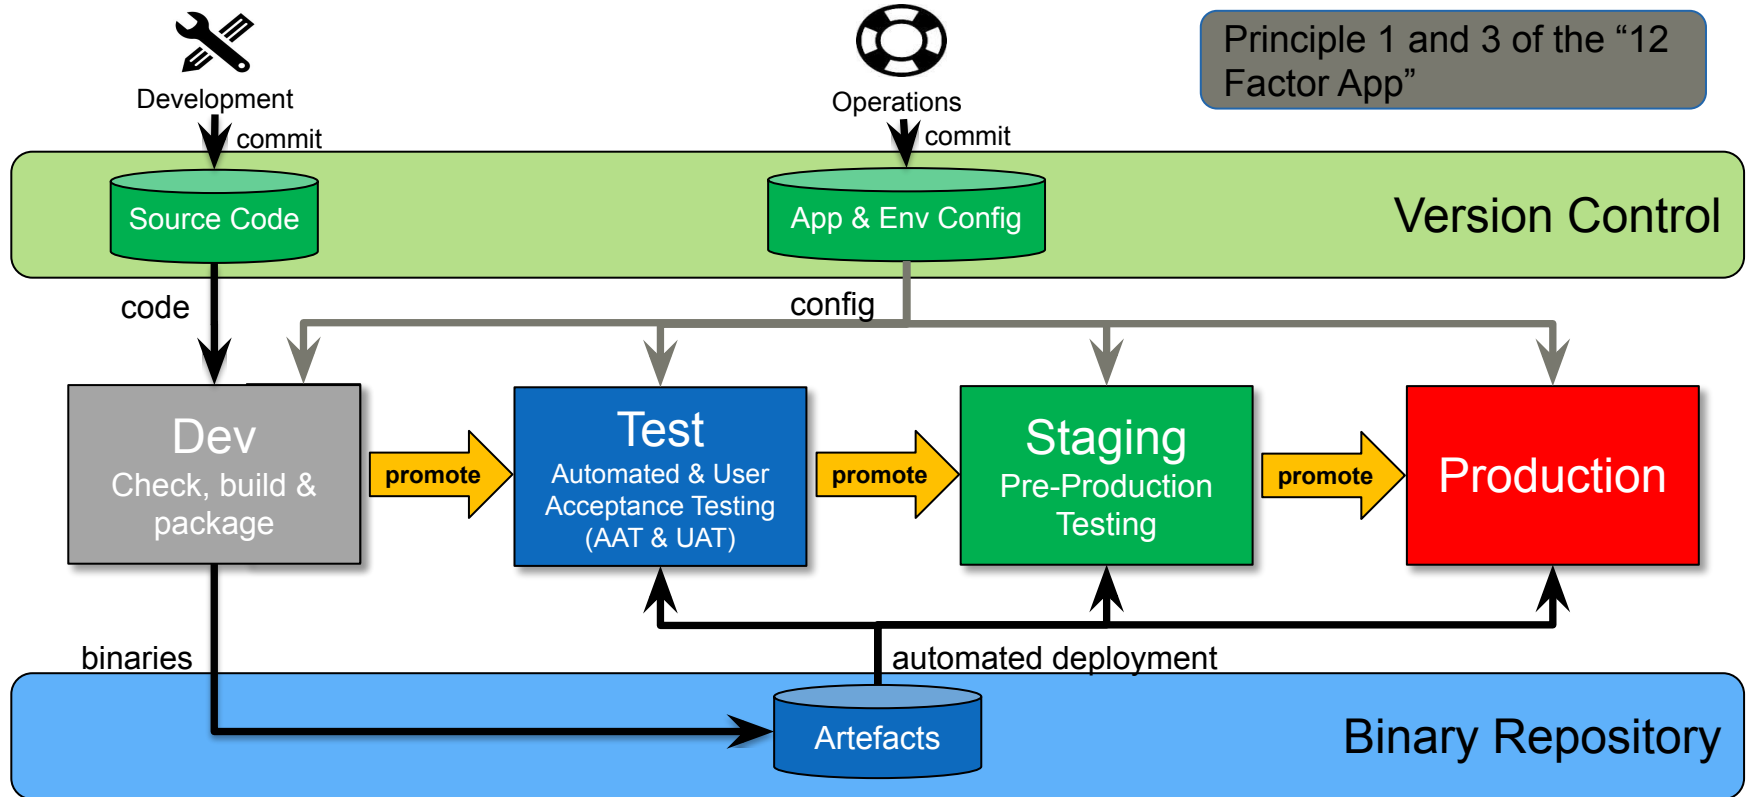 Development
Operations
Principle 1 and 3 of the “12
Factor App”
commit
commit
Source Code
App & Env Config
Version Control
code
config
Dev
Check, build &
package
promote
Test
Automated & User
Acceptance Testing
(AAT & UAT)
promote
Staging
Pre-Production
Testing
promote
Production
binaries
automated deployment
Artefacts
Binary Repository